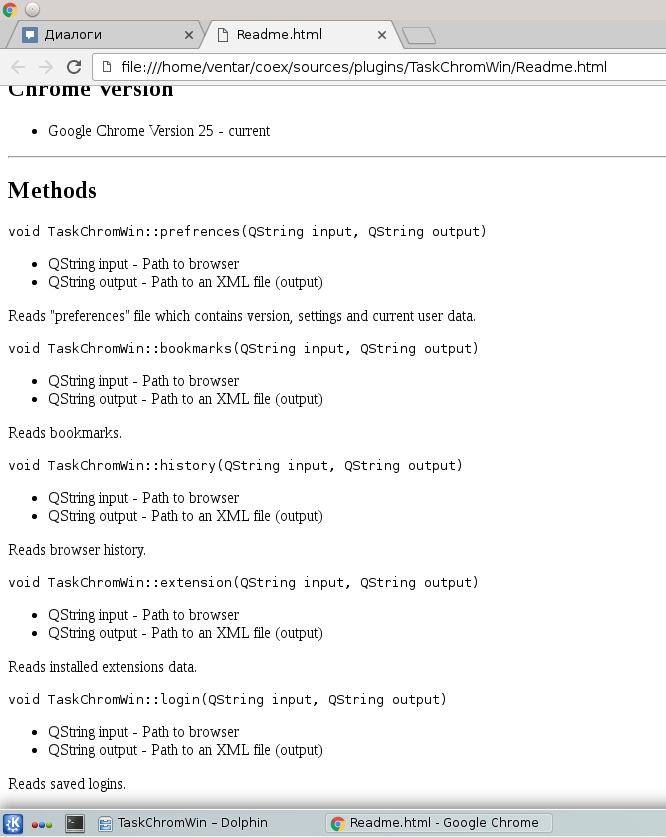 Диалоги
Readme.html
file:///home/ventar/coex/sources/plugins/TaskChromWin/Readme.html
Chrome Version
Google Chrome Version 25 - current
Methods
void TaskChromWin::prefrences(QString input, QString output)
QString input - Path to browser
QString output - Path to an XML file (output)
Reads "preferences" file which contains version, settings and current user data.
void TaskChromWin::bookmarks(QString input, QString output)
QString input - Path to browser
QString output - Path to an XML file (output)
Reads bookmarks.
void TaskChromWin::history(QString input, QString output)
QString input - Path to browser
QString output - Path to an XML file (output)
Reads browser history.
void TaskChromWin::extension(QString input, QString output)
QString input - Path to browser
QString output - Path to an XML file (output)
Reads installed extensions data.
void TaskChromWin::login(QString input, QString output)
QString input - Path to browser
QString output - Path to an XML file (output)
Reads saved logins.
TaskChromWin – Dolphin
Readme.html - Google Chrome